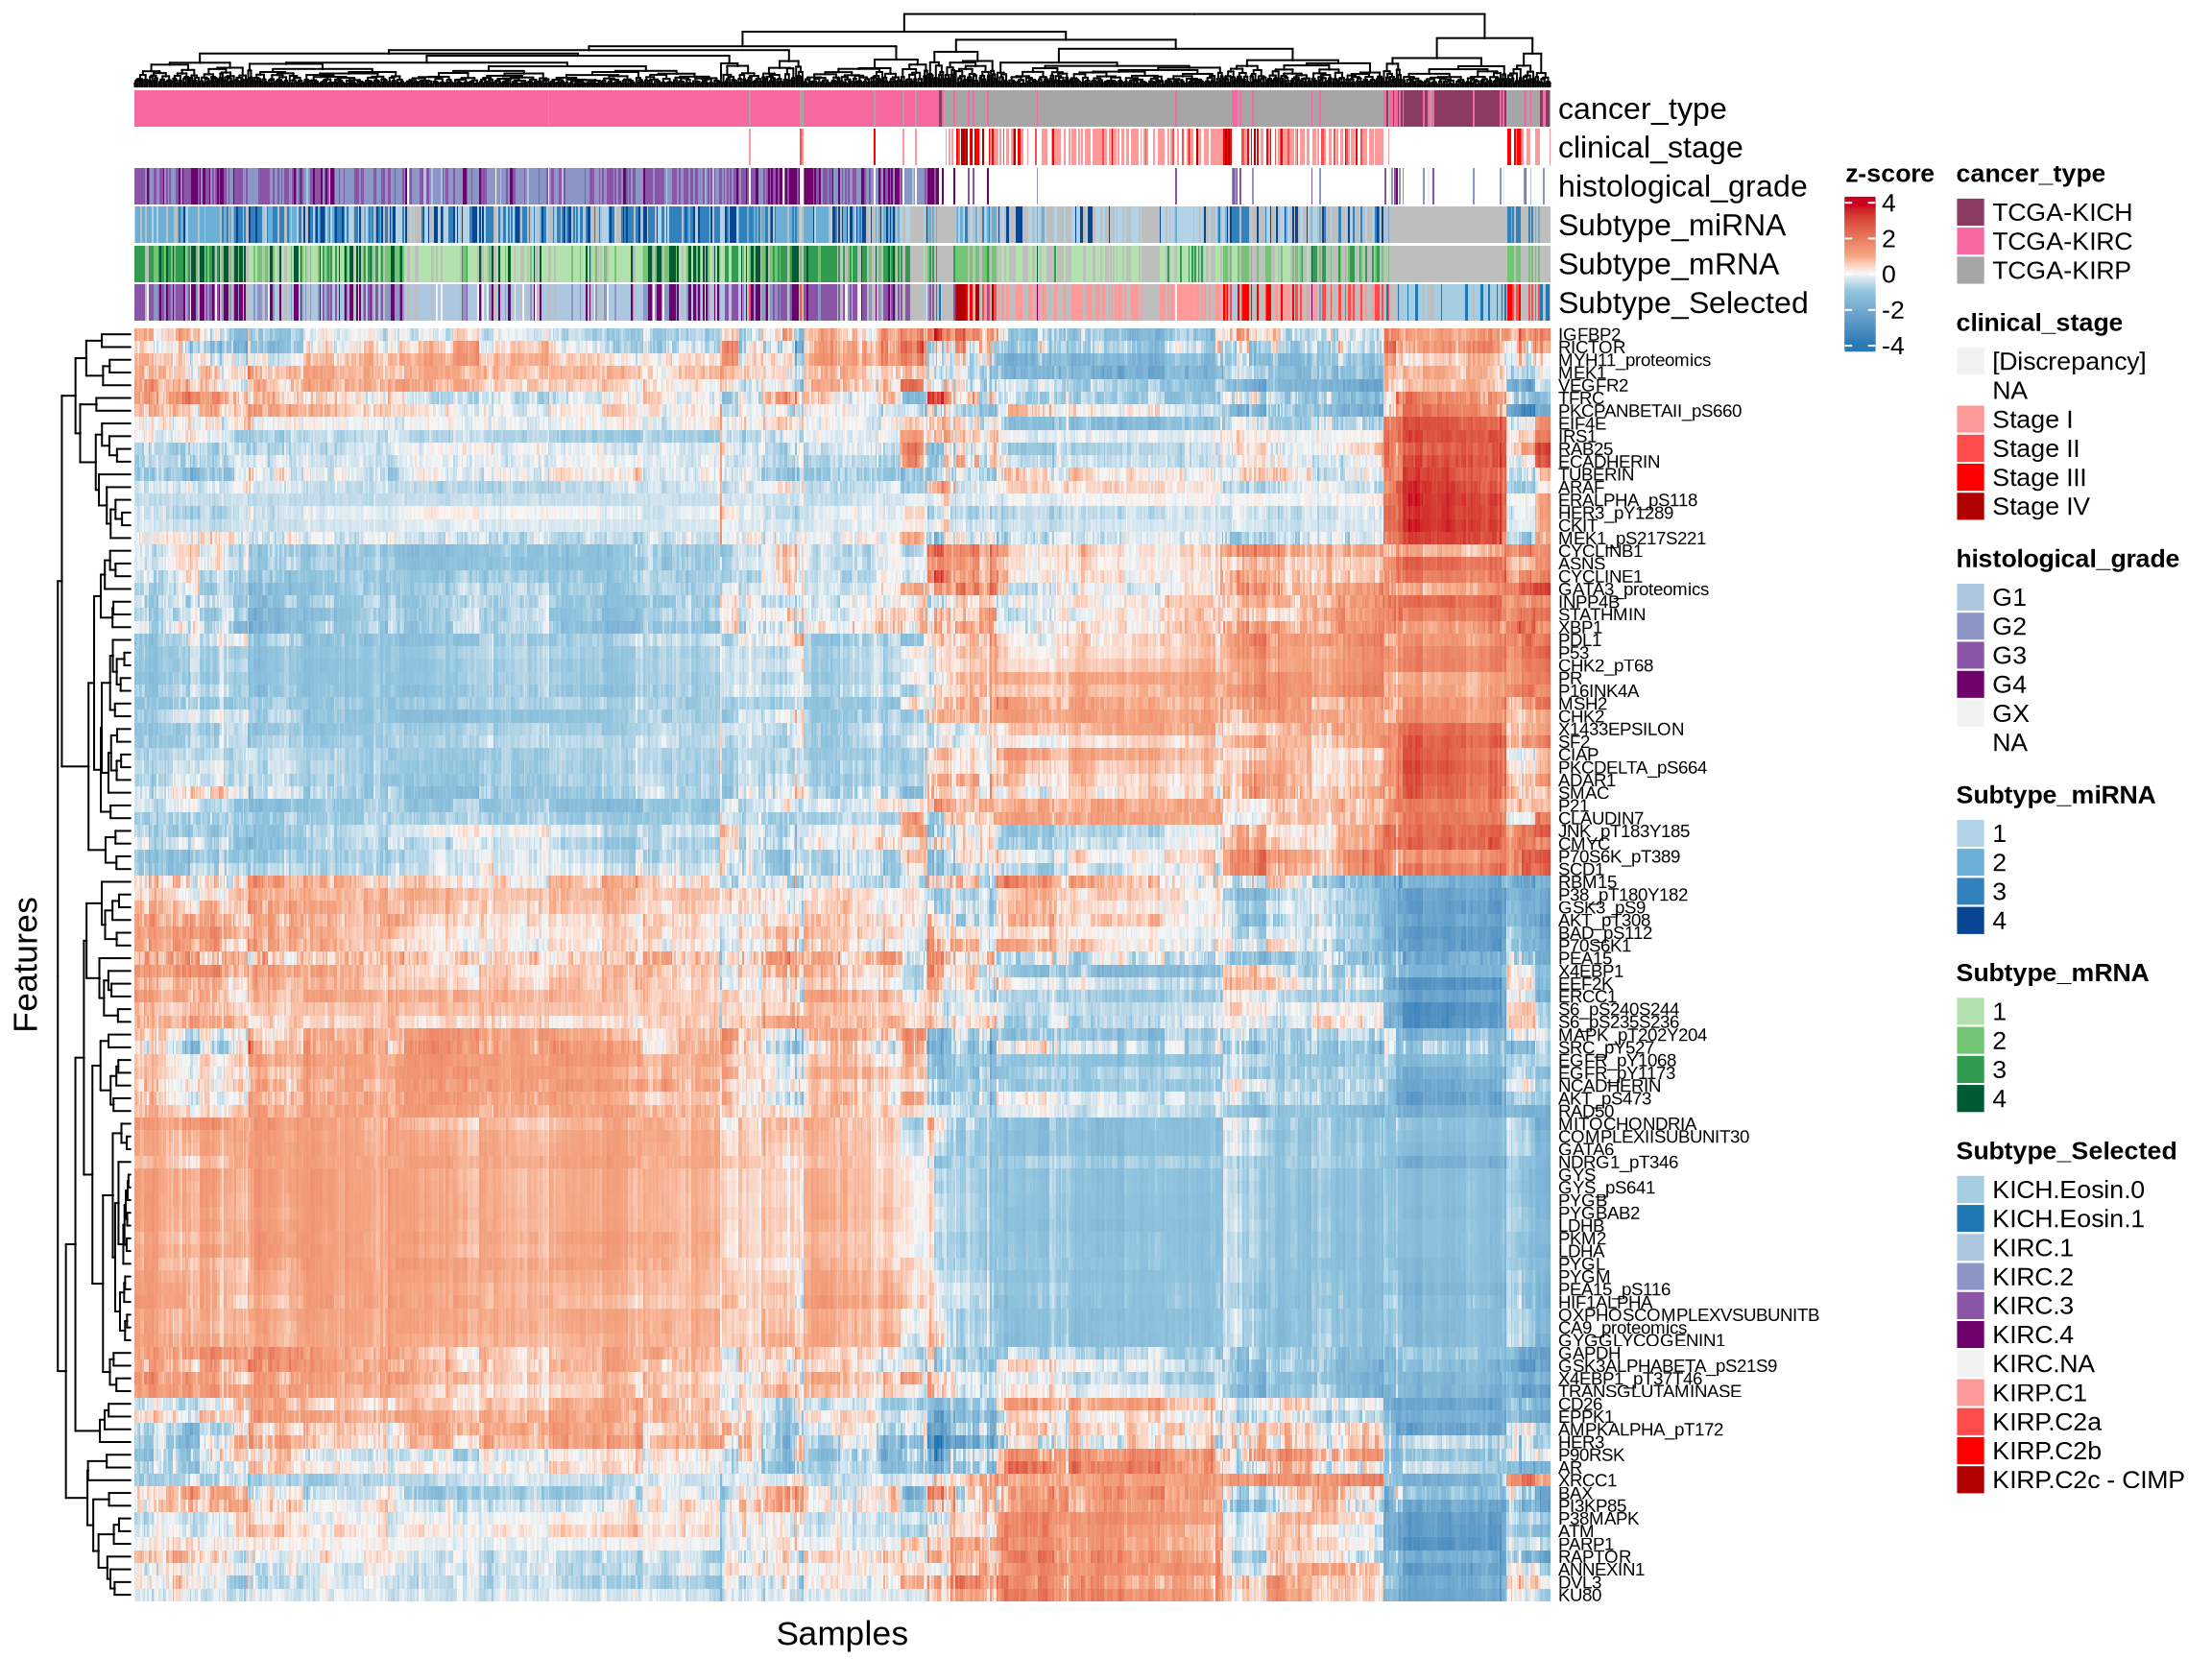 cancer_type
clinical_stage
histological_grade
Subtype_miRNA
Subtype_mRNA
Subtype_Selected
IGFBP2
RICTOR
MYH11_proteomics
MEK1
VEGFR2
TFRC
PKCPANBETAII_pS660
EIF4E
IRS1
RAB25
ECADHERIN
TUBERIN
ARAF
ERALPHA_pS118
HER3_pY1289
CKIT
MEK1_pS217S221
CYCLINB1
ASNS
CYCLINE1
GATA3_proteomics
INPP4B
STATHMIN
XBP1
PDL1
P53
CHK2_pT68
PR
P16INK4A
MSH2
CHK2
X1433EPSILON
SF2
CIAP
PKCDELTA_pS664
ADAR1
SMAC
P21
CLAUDIN7
JNK_pT183Y185
CMYC
P70S6K_pT389
SCD1
RBM15
P38_pT180Y182
GSK3_pS9
AKT_pT308
BAD_pS112
P70S6K1
PEA15
X4EBP1
EEF2K
ERCC1
S6_pS240S244
S6_pS235S236
MAPK_pT202Y204
SRC_pY527
EGFR_pY1068
EGFR_pY1173
NCADHERIN
AKT_pS473
RAD50
MITOCHONDRIA
COMPLEXIISUBUNIT30
GATA6
NDRG1_pT346
GYS
GYS_pS641
PYGB
PYGBAB2
LDHB
PKM2
LDHA
PYGL
PYGM
PEA15_pS116
HIF1ALPHA
OXPHOSCOMPLEXVSUBUNITB
CA9_proteomics
GYGGLYCOGENIN1
GAPDH
GSK3ALPHABETA_pS21S9
X4EBP1_pT37T46
TRANSGLUTAMINASE
CD26
EPPK1
AMPKALPHA_pT172
HER3
P90RSK
AR
XRCC1
BAX
PI3KP85
P38MAPK
ATM
PARP1
RAPTOR
ANNEXIN1
DVL3
KU80
Features
Samples
z-score
4
2
0
-2
-4
cancer_type
TCGA-KICH
TCGA-KIRC
TCGA-KIRP
clinical_stage
[Discrepancy]
NA
Stage I
Stage II
Stage III
Stage IV
histological_grade
G1
G2
G3
G4
GX
NA
Subtype_miRNA
1
2
3
4
Subtype_mRNA
1
2
3
4
Subtype_Selected
KICH.Eosin.0
KICH.Eosin.1
KIRC.1
KIRC.2
KIRC.3
KIRC.4
KIRC.NA
KIRP.C1
KIRP.C2a
KIRP.C2b
KIRP.C2c - CIMP